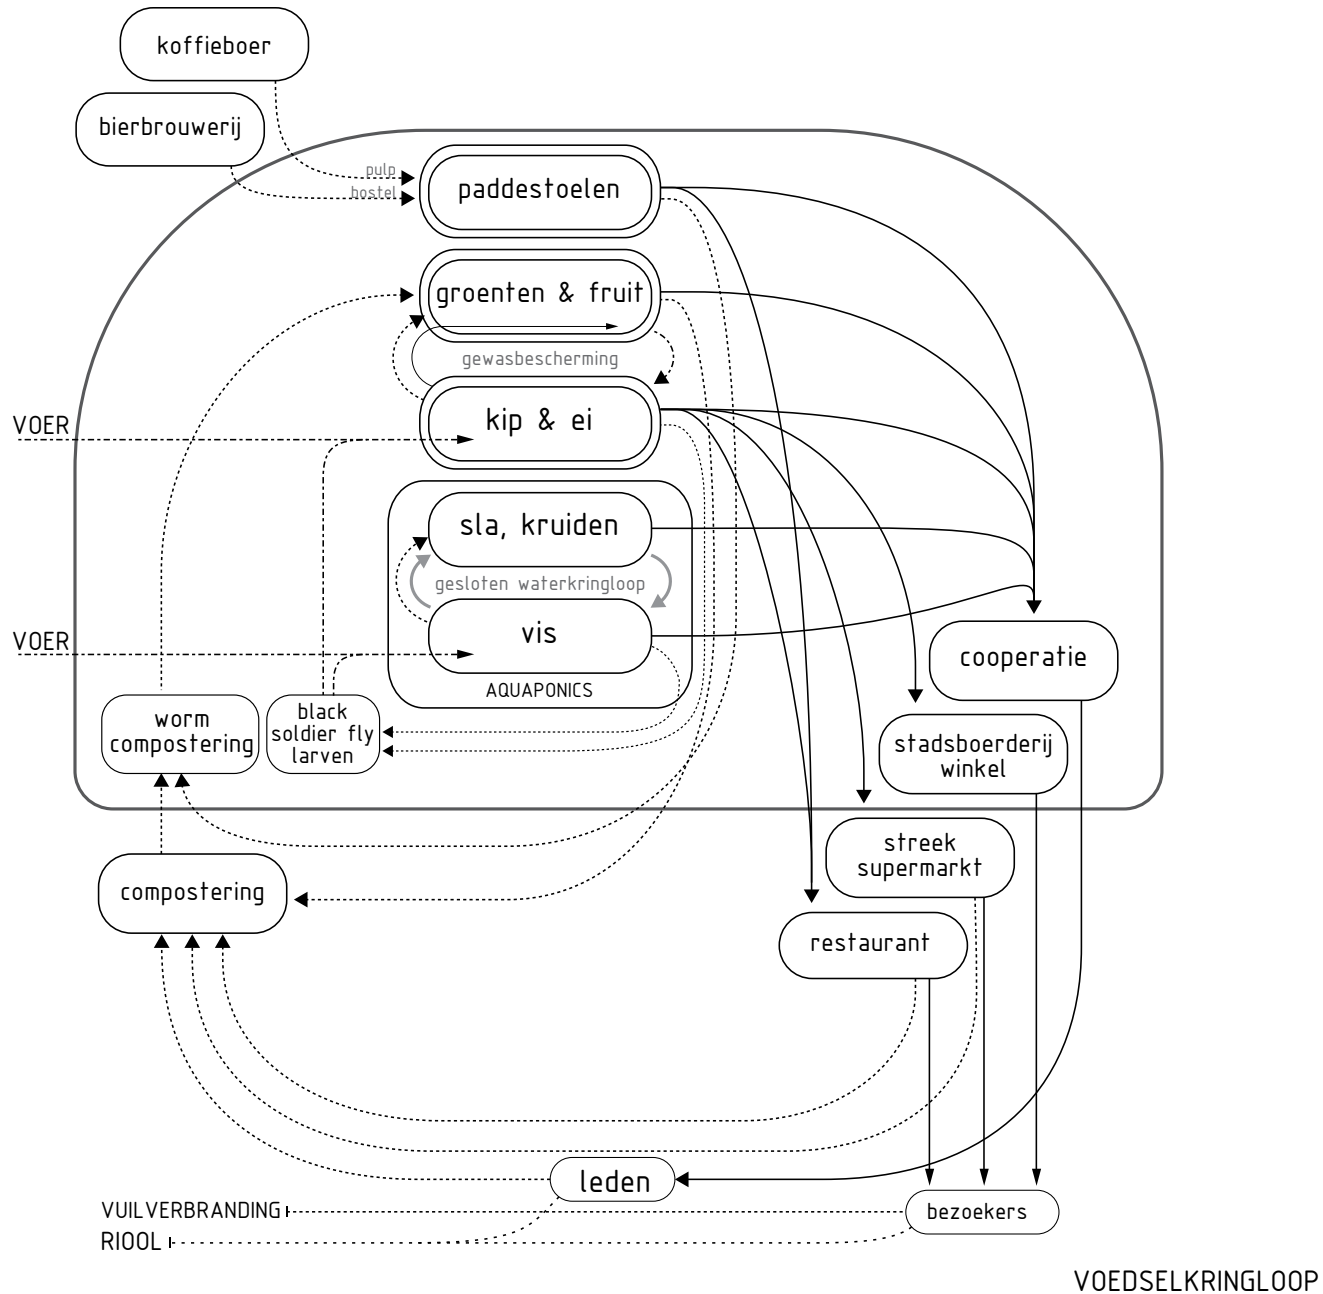 koffieboer
bierbrouwerij
pulp
bostel
paddestoelen
groenten & fruit
gewasbescherming
kip & ei
VOER
sla, kruiden
gesloten waterkringloop
vis
VOER
AQUAPONICS
cooperatie
worm
compostering
black
soldier fly
larven
stadsboerderij
winkel
streek
supermarkt
compostering
restaurant
leden
VUILVERBRANDING
bezoekers
RIOOL
VOEDSELKRINGLOOP